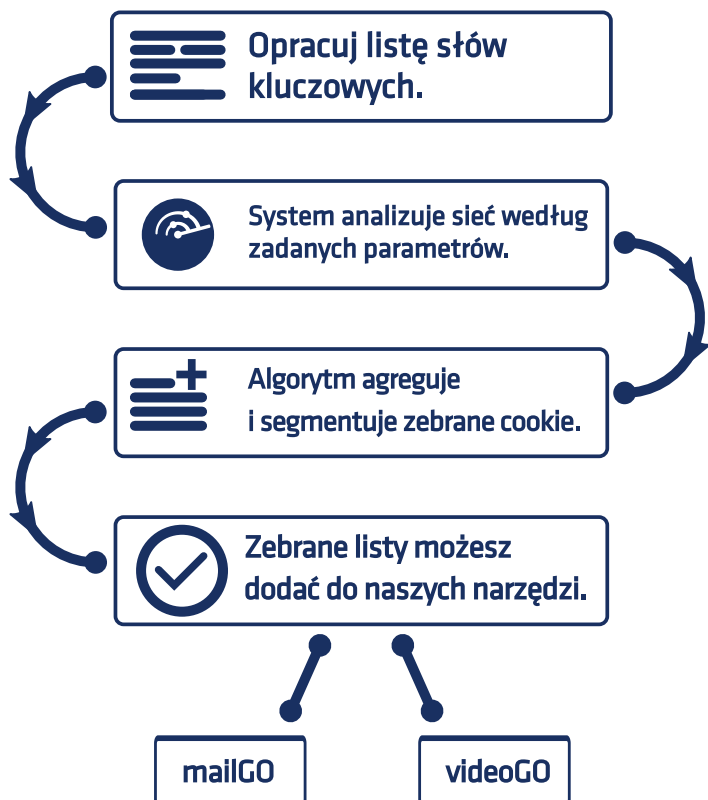 Opracuj listę słów
kluczowych.
System analizuje sieć według
zadanych parametrów.
Algorytm agreguje
i segmentuje zebrane cookie.
Zebrane listy możesz
dodać do naszych narzędzi.
mailGO
videoGO